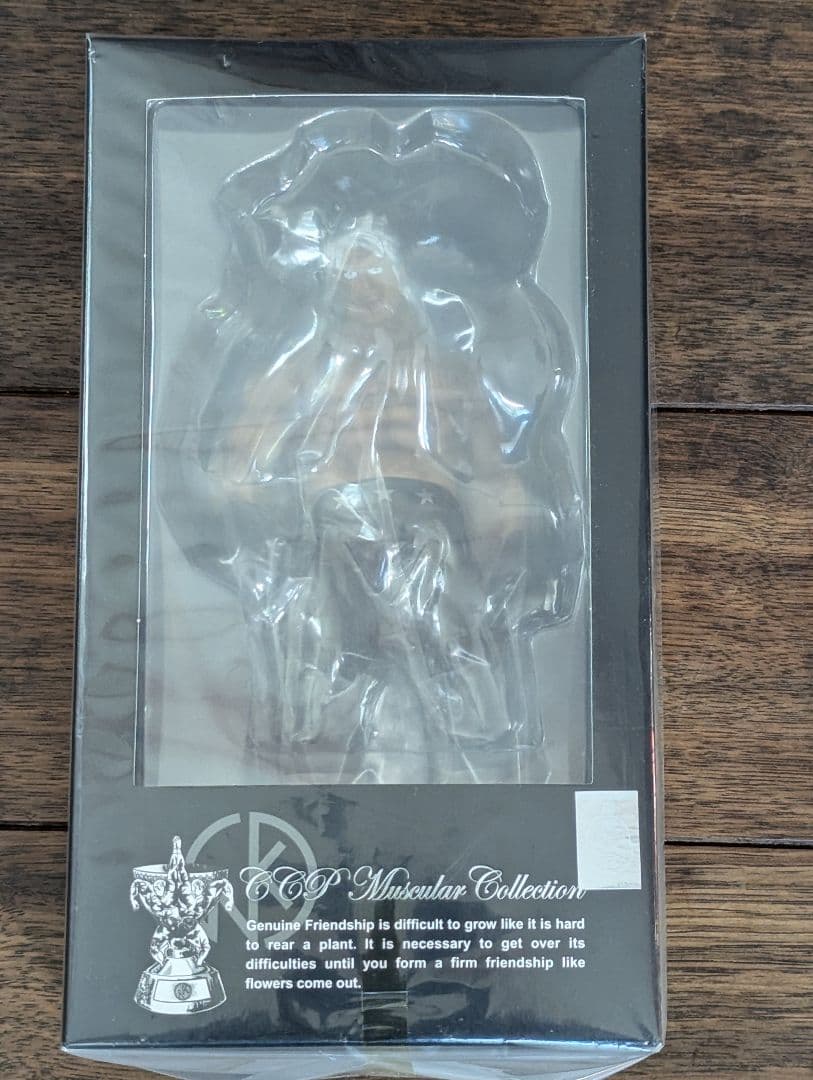 CCP Muscular Collection
Genuine Friendship is difficult to grow like it is hard
to rear a plant. It is necessary to get over its
difficulties until you form a firm friendship like
flowers come out.